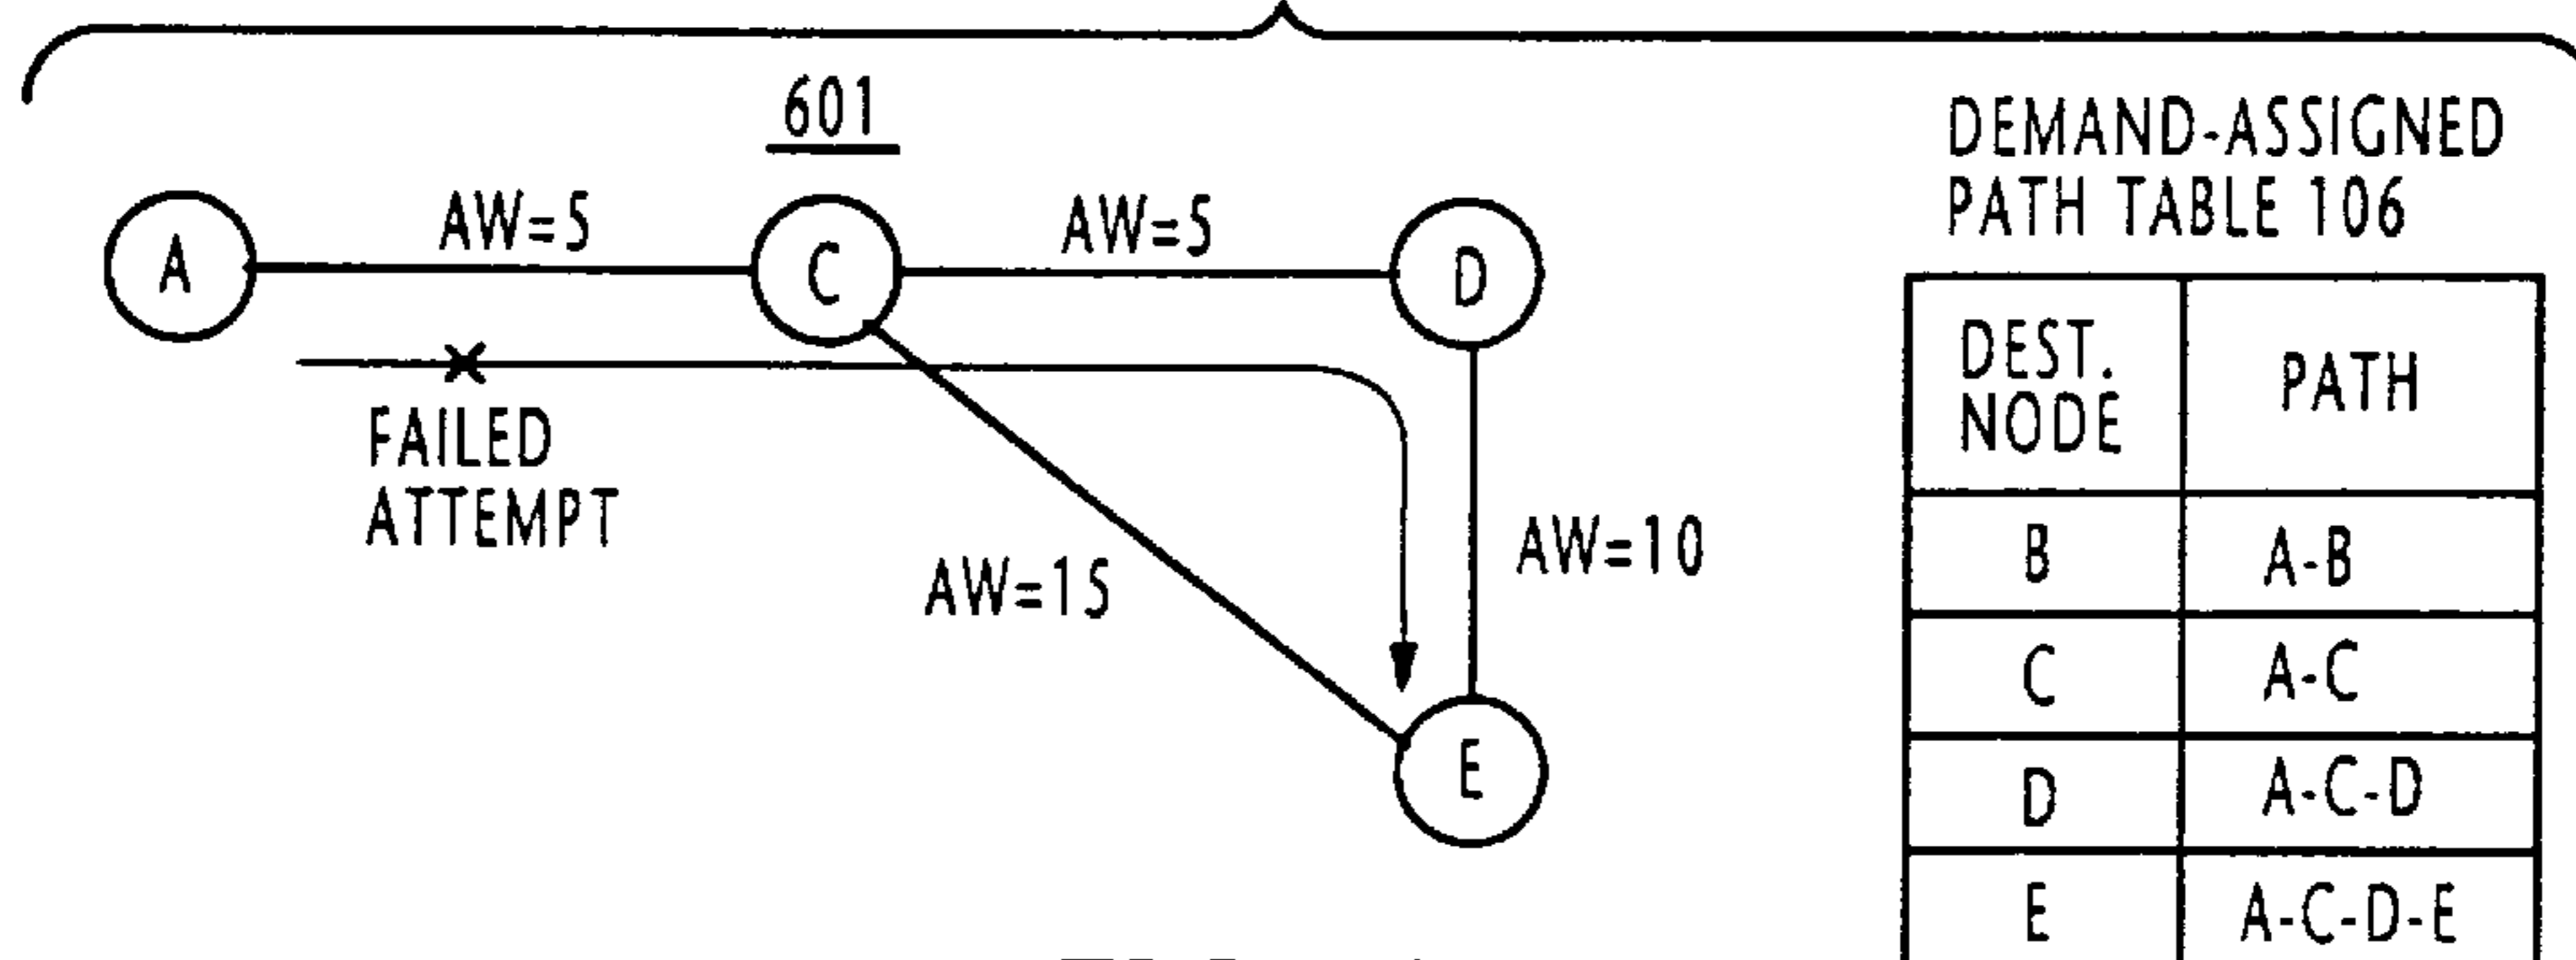 601
A
AW=5
C
AW=5
D
FAILED
ATTEMPT
AW=15
AW=10
E
DEMAND-ASSIGNED
PATH TABLE 106
DEST.
NODE
PATH
B
A-B
C
A-C
D
A-C-D
E
A-C-D-E